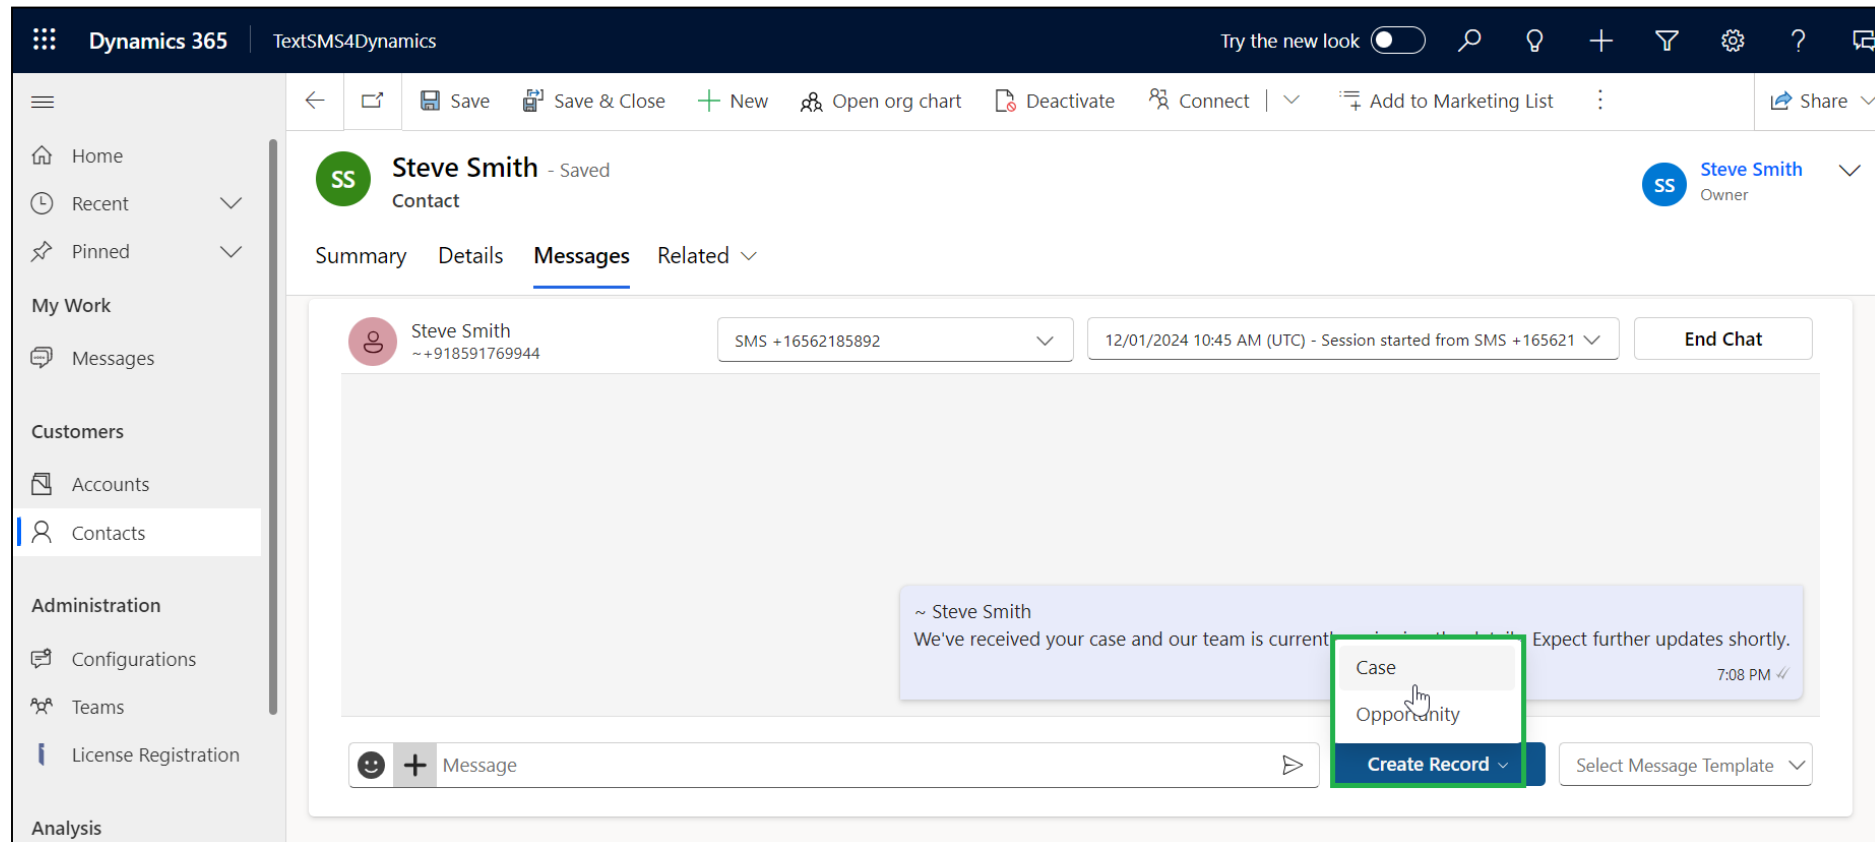 Dynamics 365
TextSMS4Dynamics
Try the new look
Save
Save & Close
New
Open org chart
Deactivate
Connect
Add to Marketing List
Share
Home
Recent
Pinned
My Work
Messages
Customers
Accounts
Contacts
Administration
Configurations
Teams
License Registration
Analysis
SS
Steve Smith - Saved
Contact
SS
Steve Smith
Owner
Summary
Details
Messages
Related
Steve Smith
~+918591769944
SMS +16562185892
12/01/2024 10:45 AM (UTC) - Session started from SMS +165621
End Chat
~ Steve Smith
We've received your case and our team is Expect further updates shortly.
7:08 PM
Case
Opportunity
Message
Create Record
Select Message Template